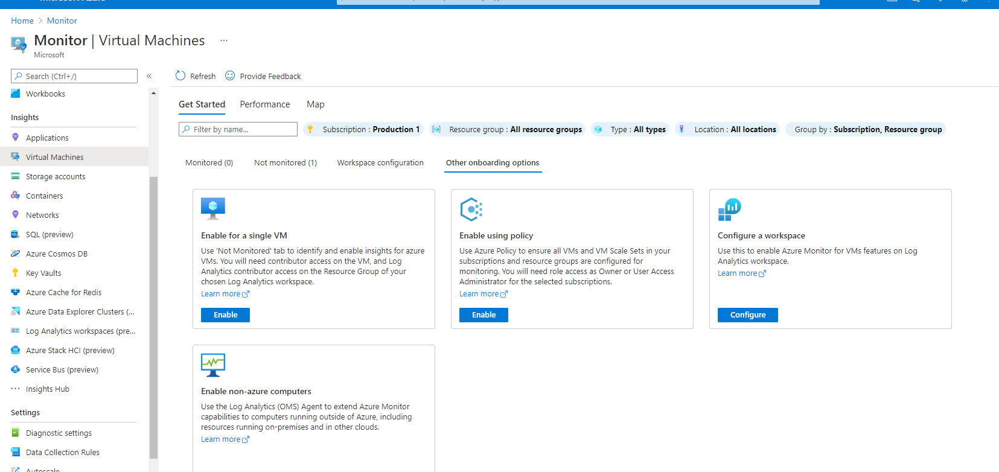 Home > Monitor
Monitor | Virtual Machines ...
Microsoft
Search (Ctrl+/)
«
Refresh
Provide Feedback
Workbooks
Insights
Applications
Virtual Machines
Storage accounts
Containers
Networks
SQL (preview)
Azure Cosmos DB
Key Vaults
Azure Cache for Redis
Azure Data Explorer Clusters (...
Log Analytics workspaces (pre...
Azure Stack HCI (preview)
Service Bus (preview)
Insights Hub
Settings
Diagnostic settings
Data Collection Rules
Autoscale
Get Started Performance Map
Filter by name... Subscription : Production 1 Resource group : All resource groups Type : All types Location : All locations Group by : Subscription, Resource group
Monitored (0) Not monitored (1) Workspace configuration Other onboarding options
Enable for a single VM
Use 'Not Monitored' tab to identify and enable insights for azure
VMs. You will need contributor access on the VM, and Log
Analytics contributor access on the Resource Group of your
chosen Log Analytics workspace.
Learn more
Enable
Enable using policy
Use Azure Policy to ensure all VMs and VM Scale Sets in your
subscriptions and resource groups are configured for
monitoring. You will need role access as Owner or User Access
Administrator for the selected subscriptions.
Learn more
Enable
Configure a workspace
Use this to enable Azure Monitor for VMs features on Log
Analytics workspace.
Learn more
Configure
Enable non-azure computers
Use the Log Analytics (OMS) Agent to extend Azure Monitor
capabilities to computers running outside of Azure, including
resources running on-premises and in other clouds.
Learn more